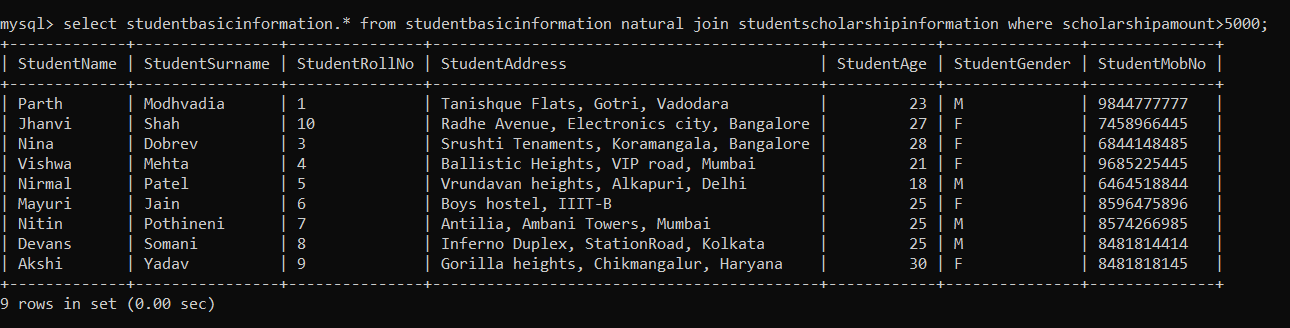 mysql> select studentbasicinformation.* from studentbasicinformation natural join studentscholarshipinformation where scholarshipamount>5000;
+-------------+----------------+---------------+-----------------------------------------+------------+---------------+--------------+
| StudentName | StudentSurname | StudentRollNo | StudentAddress                          | StudentAge | StudentGender | StudentMobNo |
+-------------+----------------+---------------+-----------------------------------------+------------+---------------+--------------+
| Parth       | Modhvadia      | 1             | Tanishque Flats, Gotri, Vadodara        |         23 | M             | 9844777777   |
| Jhanvi      | Shah           | 10            | Radhe Avenue, Electronics city, Bangalore |         27 | F             | 7458966445   |
| Nina        | Dobrev         | 3             | Srushti Tenaments, Koramangala, Bangalore |         28 | F             | 6844148485   |
| Vishwa      | Mehta          | 4             | Ballistic Heights, VIP road, Mumbai     |         21 | F             | 9685225445   |
| Nirmal      | Patel          | 5             | Vrundavan heights, Alkapuri, Delhi      |         18 | M             | 6464518844   |
| Mayuri      | Jain           | 6             | Boys hostel, IIIT-B                     |         25 | F             | 8596475896   |
| Nitin       | Pothineni      | 7             | Antilia, Ambani Towers, Mumbai          |         25 | M             | 8574266985   |
| Devans      | Somani         | 8             | Inferno Duplex, StationRoad, Kolkata    |         25 | M             | 8481814414   |
| Akshi       | Yadav          | 9             | Gorilla heights, Chikmangalur, Haryana  |         30 | F             | 8481818145   |
+-------------+----------------+---------------+-----------------------------------------+------------+---------------+--------------+
9 rows in set (0.00 sec)